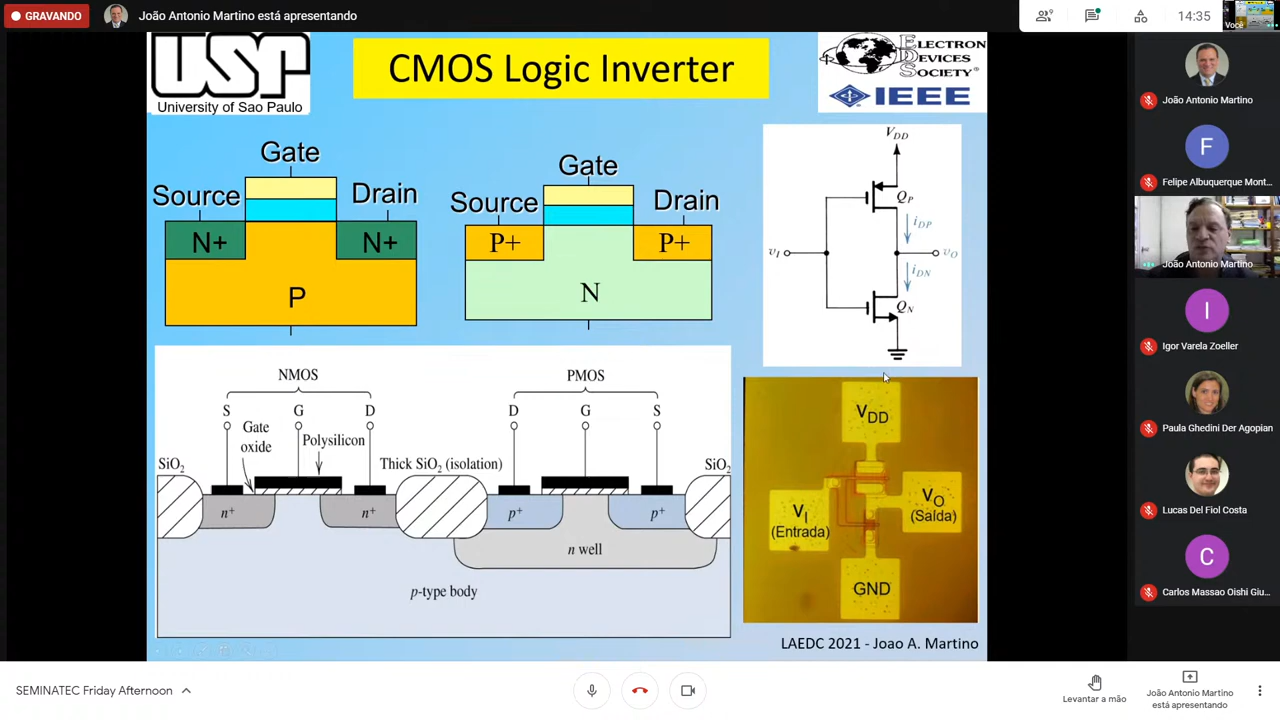 GRAVANDO
João Antonio Martino está apresentando
9
14:35
Você
USP
University of Sao Paulo
CMOS Logic Inverter
ELECTRON
DEVICES
SOCIETY®
IEEE
Gate
Source
Drain
N+
N+
P
Gate
Source
Drain
P+
P+
N
VDD
QP
iDP
vI
vO
iDN
QN
NMOS
PMOS
S
G
D
D
G
S
Gate
oxide
Polysilicon
SiO2
Thick SiO2 (isolation)
SiO2
n+
n+
p+
p+
n well
p-type body
VDD
VI
(Entrada)
VO
(Saída)
GND
LAEDC 2021 - Joao A. Martino
João Antonio Martino
F
Felipe Albuquerque Mont...
João Antonio Martino
I
Igor Varela Zoeller
Paula Ghedini Der Agopian
Lucas Del Fiol Costa
C
Carlos Massao Oishi Giu...
SEMINATEC Friday Afternoon
Levantar a mão
João Antonio Martino
está apresentando